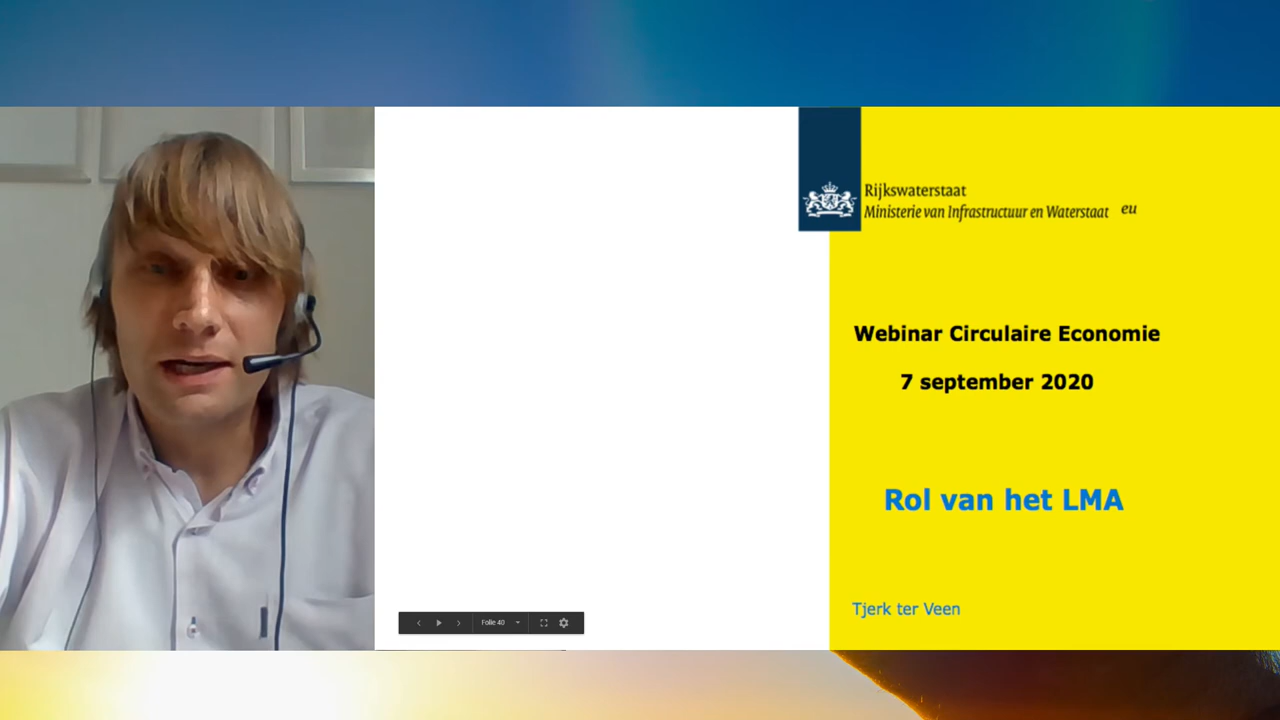 Rijkswaterstaat
Ministerie van Infrastructuur en Waterstaat eu
Webinar Circulaire Economie
7 september 2020
Rol van het LMA
Tjerk ter Veen
Folie 40